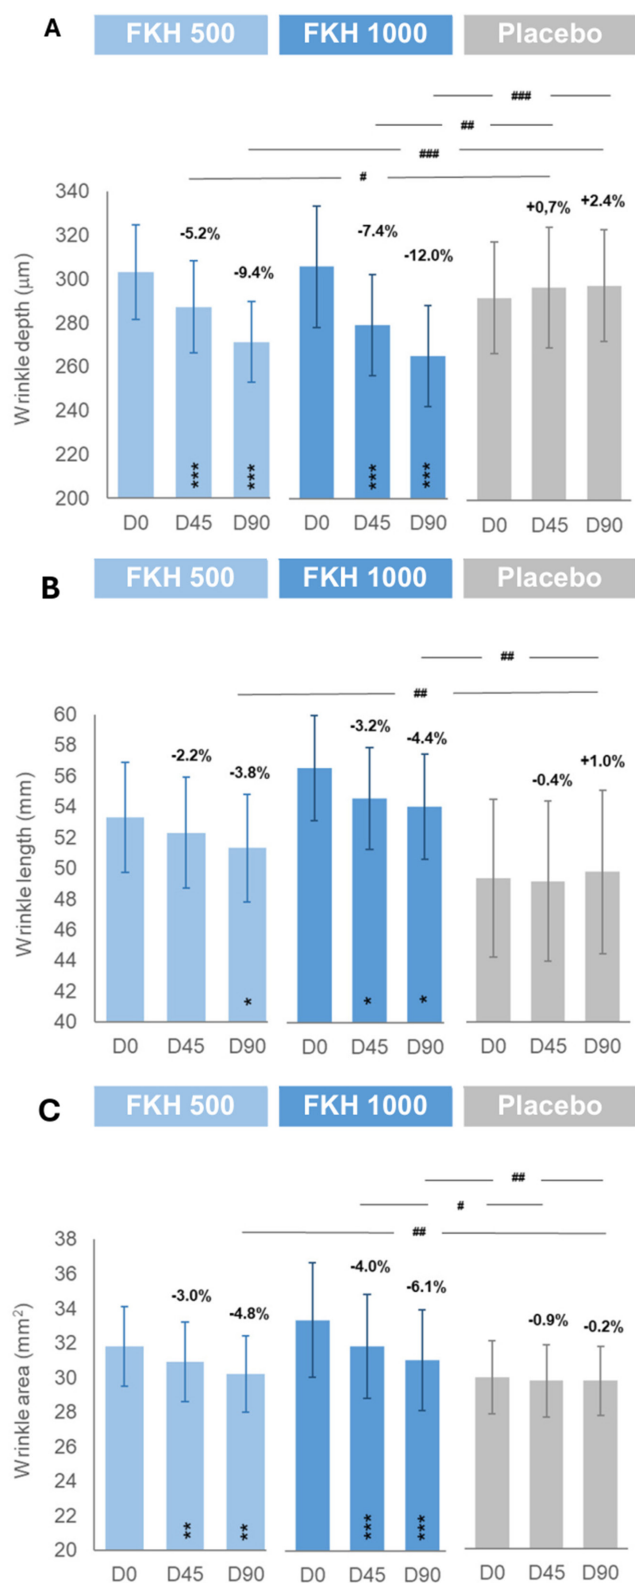 A FKH 500 FKH 1000 Placebo
###
##
###
#
340
320
300
280
260
240
220
200
Wrinkle depth (μm)
-5.2% -9.4% -7.4% -12.0% +0,7% +2.4%
*** *** *** ***
D0 D45 D90 D0 D45 D90 D0 D45 D90
B FKH 500 FKH 1000 Placebo
##
##
60
58
56
54
52
50
48
46
44
42
40
Wrinkle length (mm)
-2.2% -3.8% -3.2% -4.4% -0.4% +1.0%
* * *
D0 D45 D90 D0 D45 D90 D0 D45 D90
C FKH 500 FKH 1000 Placebo
##
#
##
38
36
34
32
30
28
26
24
22
20
Wrinkle area (mm²)
-3.0% -4.8% -4.0% -6.1% -0.9% -0.2%
** ** *** ***
D0 D45 D90 D0 D45 D90 D0 D45 D90